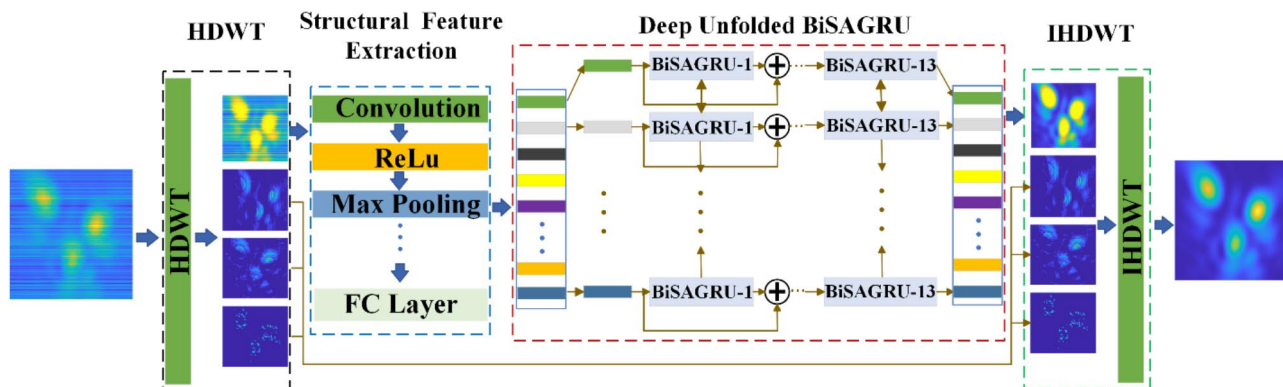 HDWT
Structural Feature
Extraction
Deep Unfolded BiSAGRU
IHDWT
HDWT
Convolution
ReLu
Max Pooling
FC Layer
BiSAGRU-1
BiSAGRU-13
BiSAGRU-1
BiSAGRU-13
BiSAGRU-1
BiSAGRU-13
IHDWT